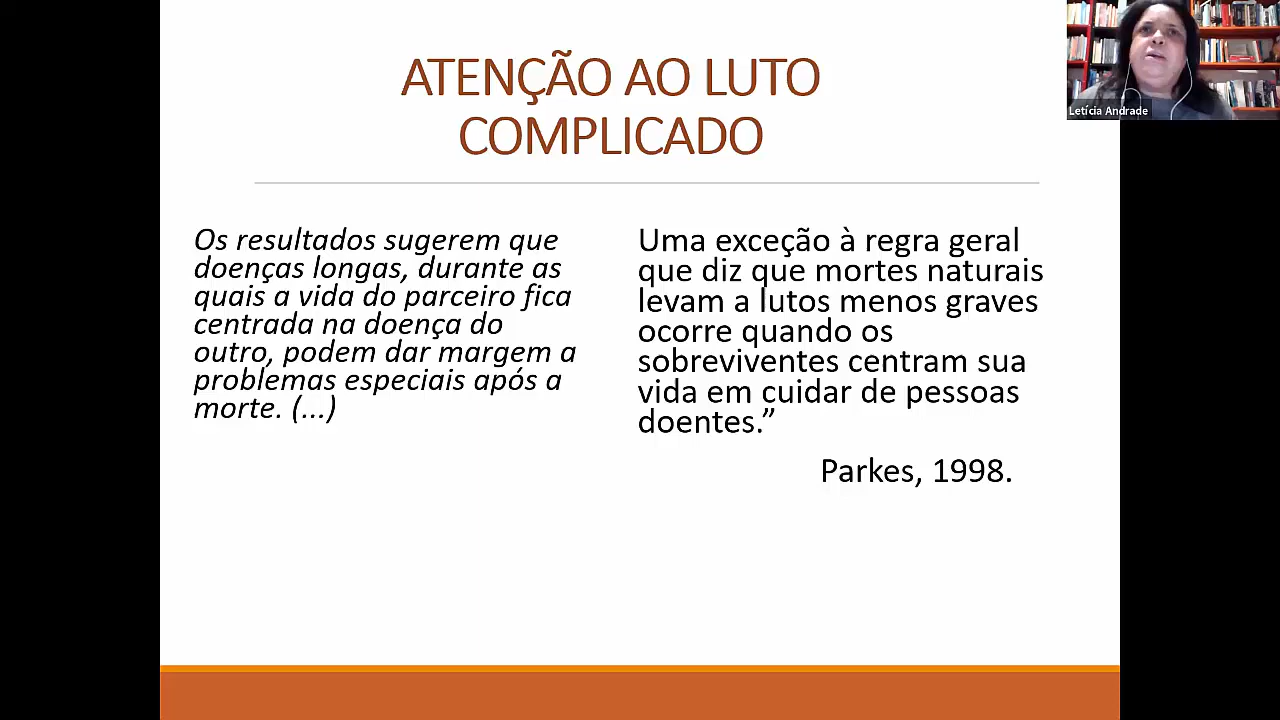 ATENÇÃO AO LUTO
COMPLICADO
Os resultados sugerem que
doenças longas, durante as
quais a vida do parceiro fica
centrada na doença do
outro, podem dar margem a
problemas especiais após a
morte. (...)
Uma exceção à regra geral
que diz que mortes naturais
levam a lutos menos graves
ocorre quando os
sobreviventes centram sua
vida em cuidar de pessoas
doentes.”
Parkes, 1998.
Letícia Andrade